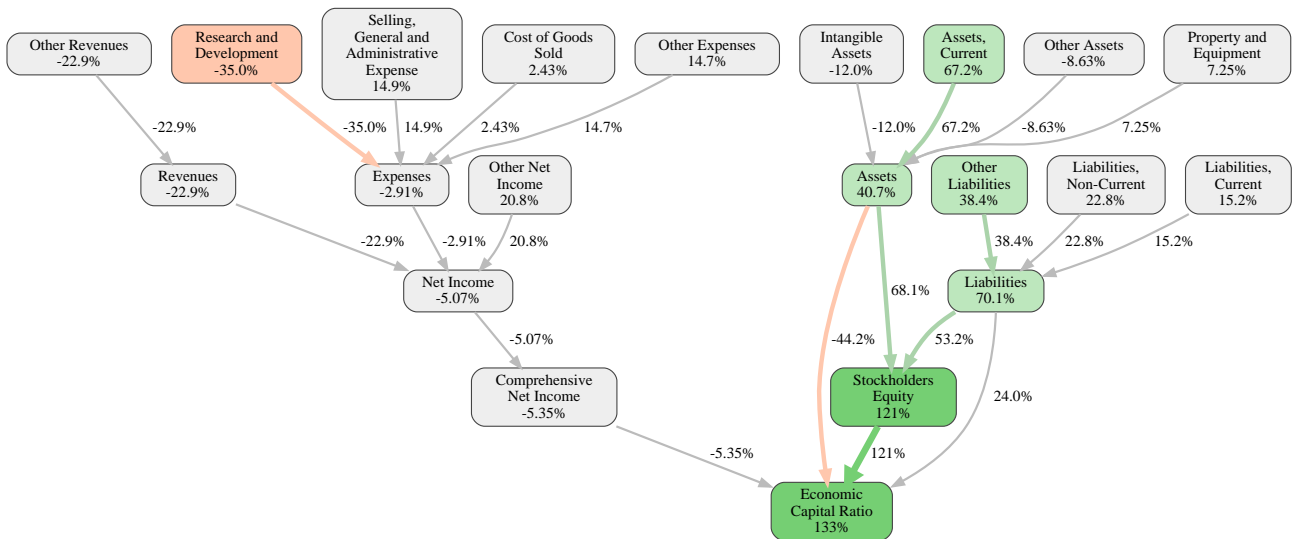 Other Revenues
-22.9%
Research and
Development
-35.0%
Selling,
General and
Administrative
Expense
14.9%
Cost of Goods
Sold
2.43%
Other Expenses
14.7%
Intangible
Assets
-12.0%
Assets,
Current
67.2%
Other Assets
-8.63%
Property and
Equipment
7.25%
-22.9%
-35.0%
14.9%
2.43%
14.7%
-12.0%
67.2%
-8.63%
7.25%
Revenues
-22.9%
Expenses
-2.91%
Other Net
Income
20.8%
Assets
40.7%
Other
Liabilities
38.4%
Liabilities,
Non-Current
22.8%
Liabilities,
Current
15.2%
-22.9%
-2.91%
20.8%
38.4%
22.8%
15.2%
Net Income
-5.07%
68.1%
Liabilities
70.1%
-5.07%
-44.2%
53.2%
Comprehensive
Net Income
-5.35%
Stockholders
Equity
121%
24.0%
-5.35%
121%
Economic
Capital Ratio
133%